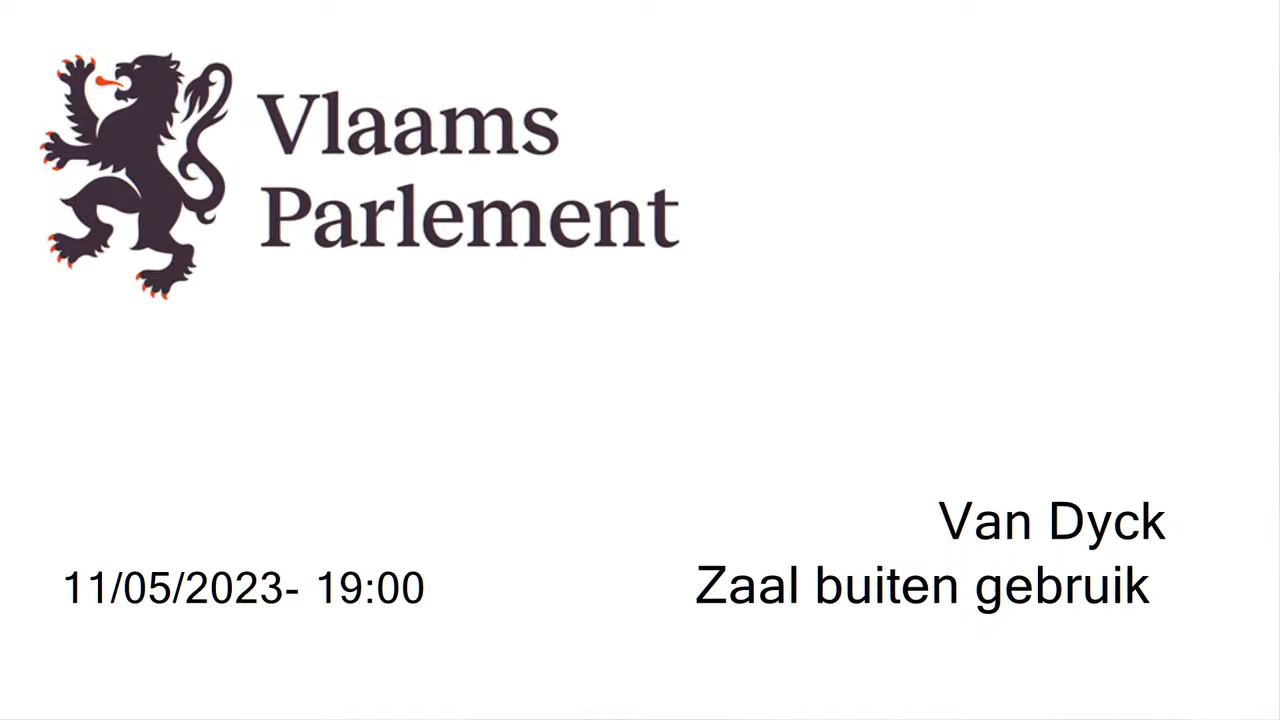 Vlaams
Parlement
Van Dyck
11/05/2023- 19:00
Zaal buiten gebruik